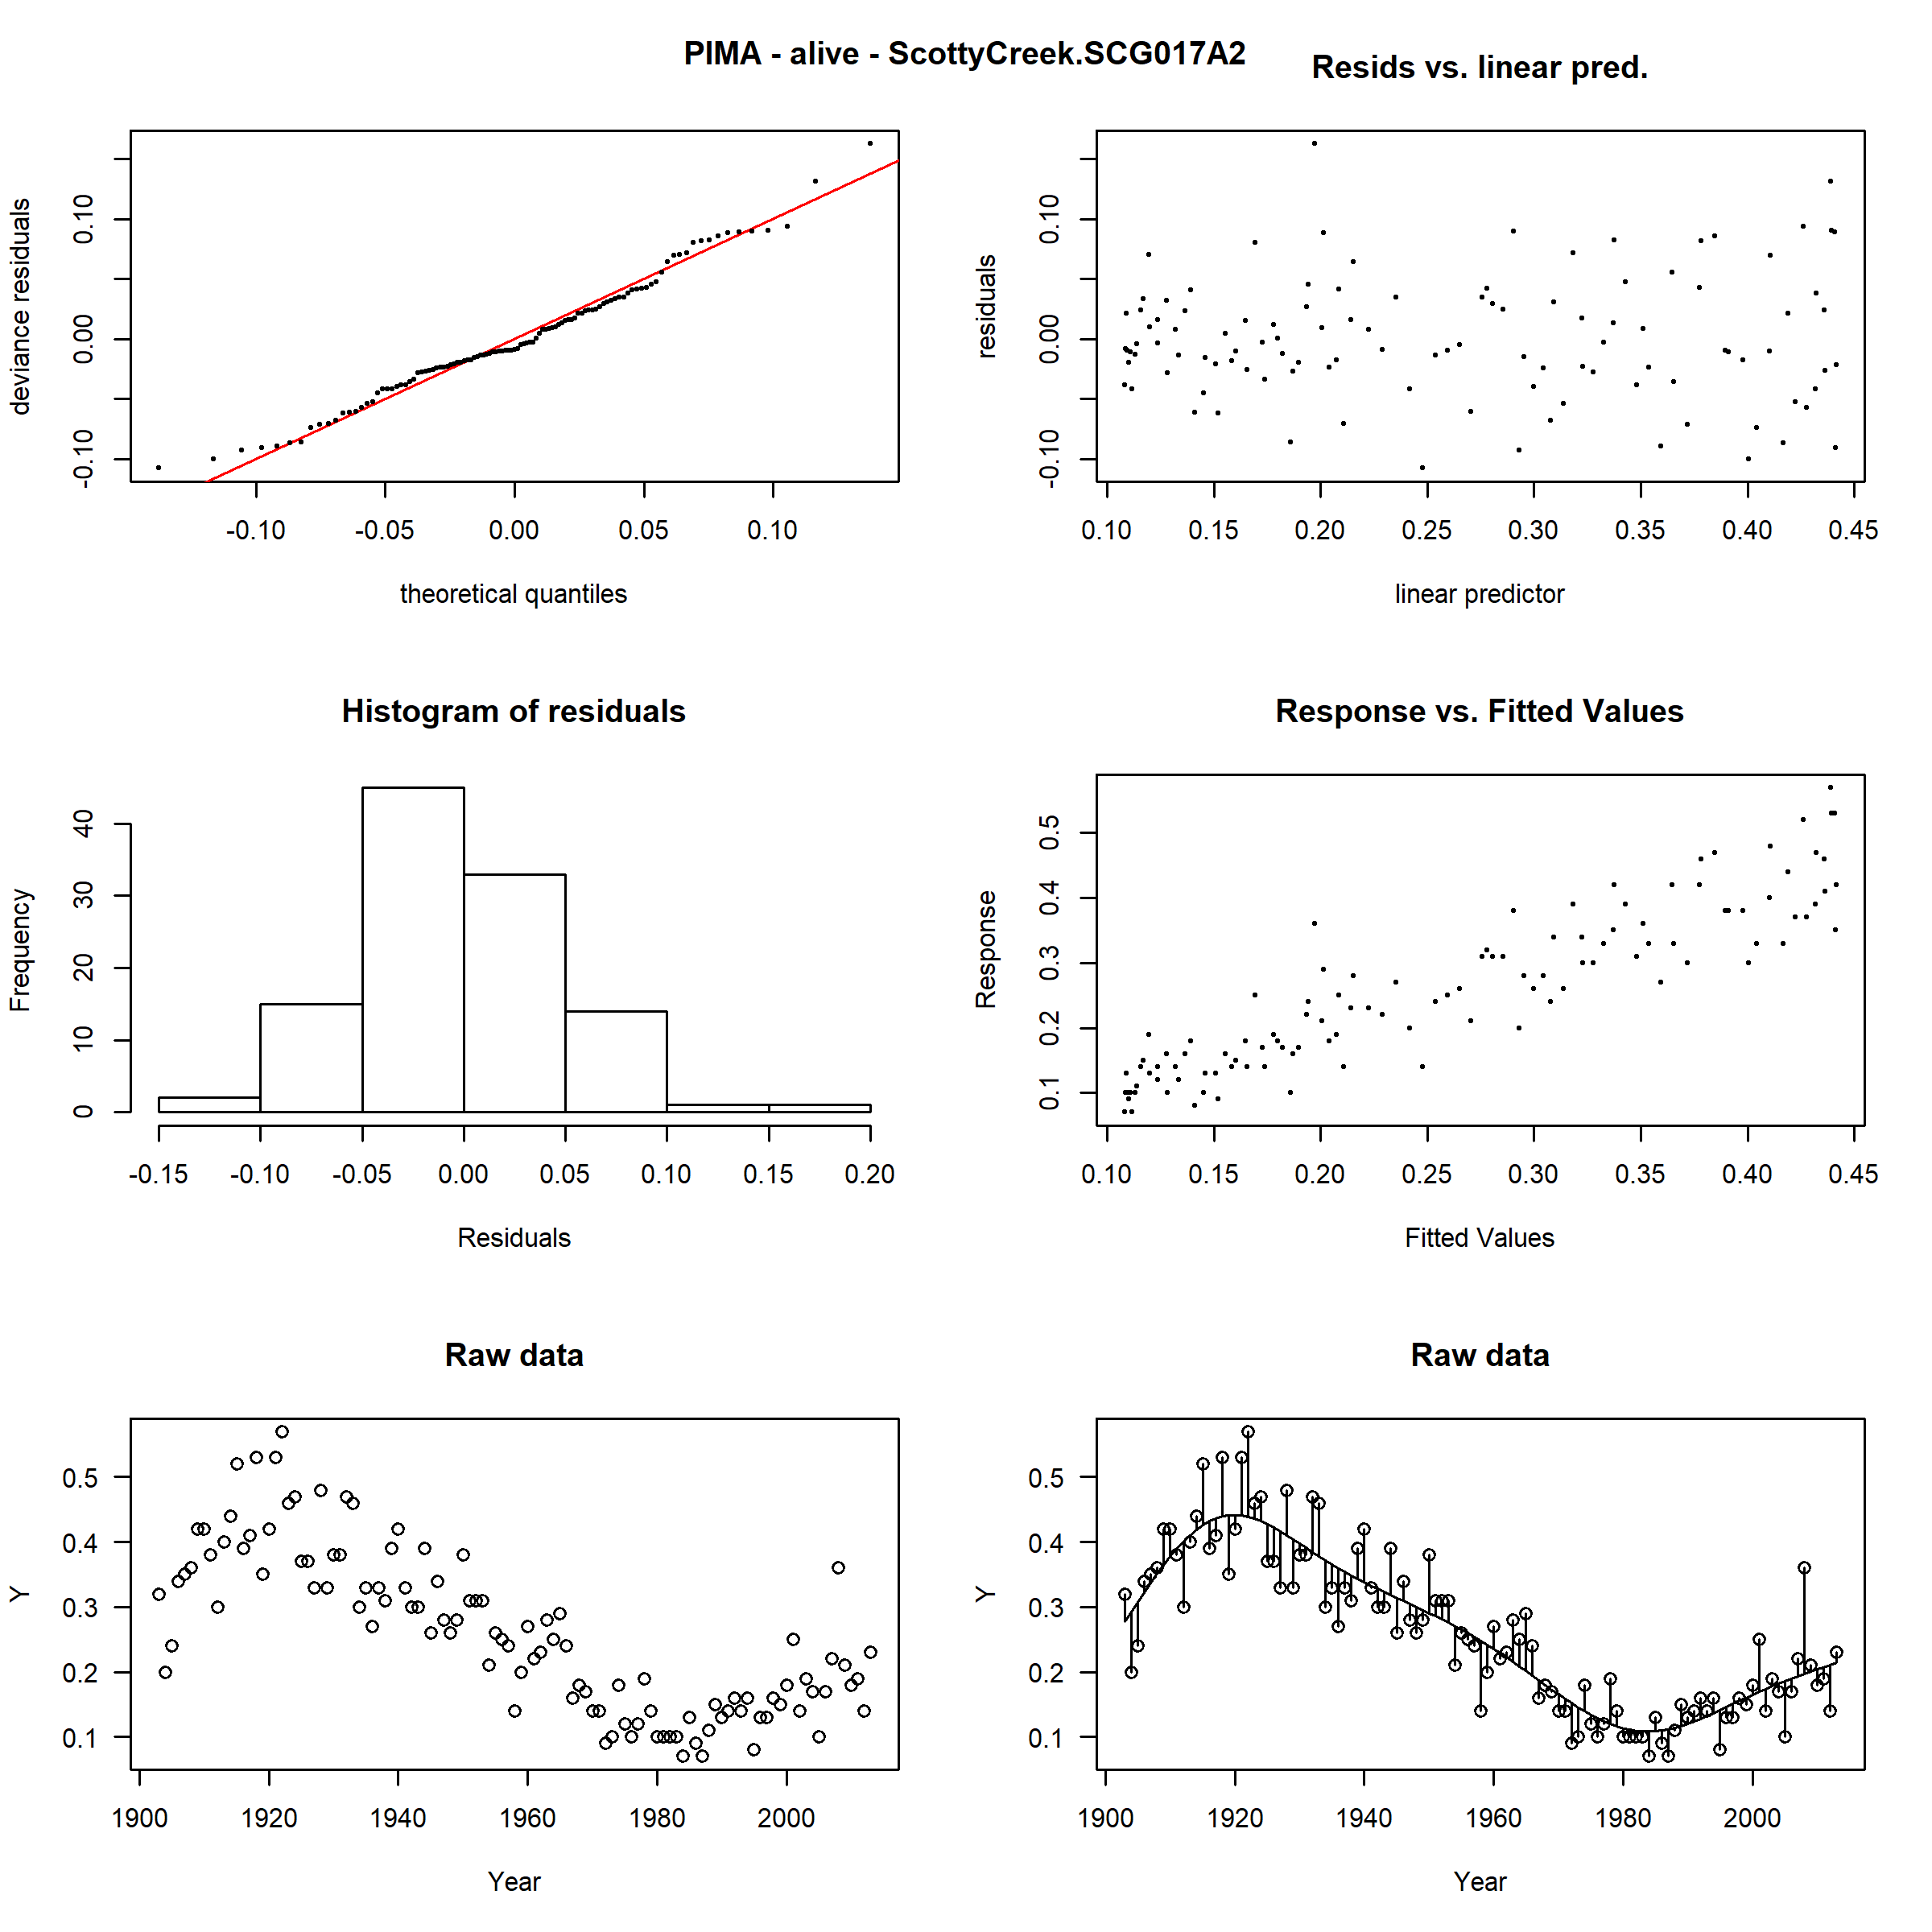 PIMA - alive - ScottyCreek.SCG017A2
Resids vs. linear pred.
deviance residuals
-0.10 0.00 0.10
-0.10 -0.05 0.00 0.05 0.10
theoretical quantiles
residuals
-0.10 0.00 0.10
0.10 0.15 0.20 0.25 0.30 0.35 0.40 0.45
linear predictor
Histogram of residuals
Frequency
0 10 20 30 40
-0.15 -0.10 -0.05 0.00 0.05 0.10 0.15 0.20
Residuals
Response vs. Fitted Values
Response
0.1 0.2 0.3 0.4 0.5
0.10 0.15 0.20 0.25 0.30 0.35 0.40 0.45
Fitted Values
Raw data
Y
0.5
0.4
0.3
0.2
0.1
1900 1920 1940 1960 1980 2000
Year
Raw data
Y
0.5
0.4
0.3
0.2
0.1
1900 1920 1940 1960 1980 2000
Year